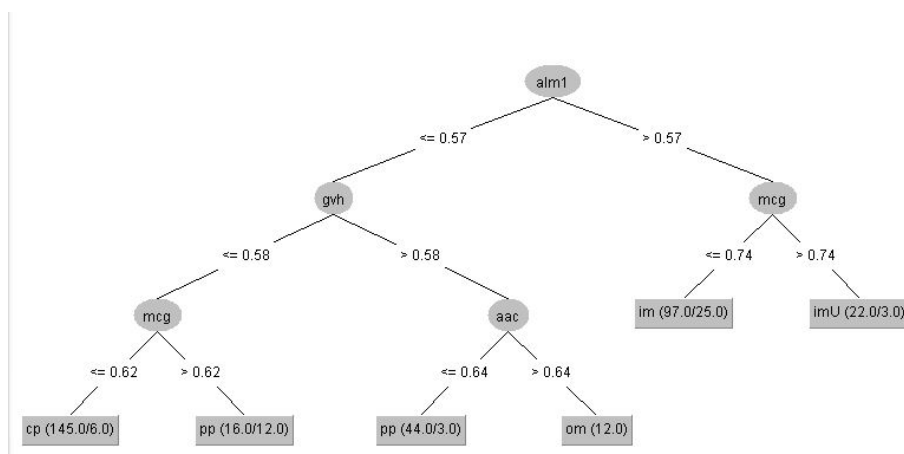 alm1
<= 0.57 > 0.57
gvh mcg
<= 0.58 > 0.58 <= 0.74 > 0.74
im (97.0/25.0) imU (22.0/3.0)
mcg aac
<= 0.62 > 0.62 <= 0.64 > 0.64
cp (145.0/6.0) pp (16.0/12.0) pp (44.0/3.0) om (12.0)